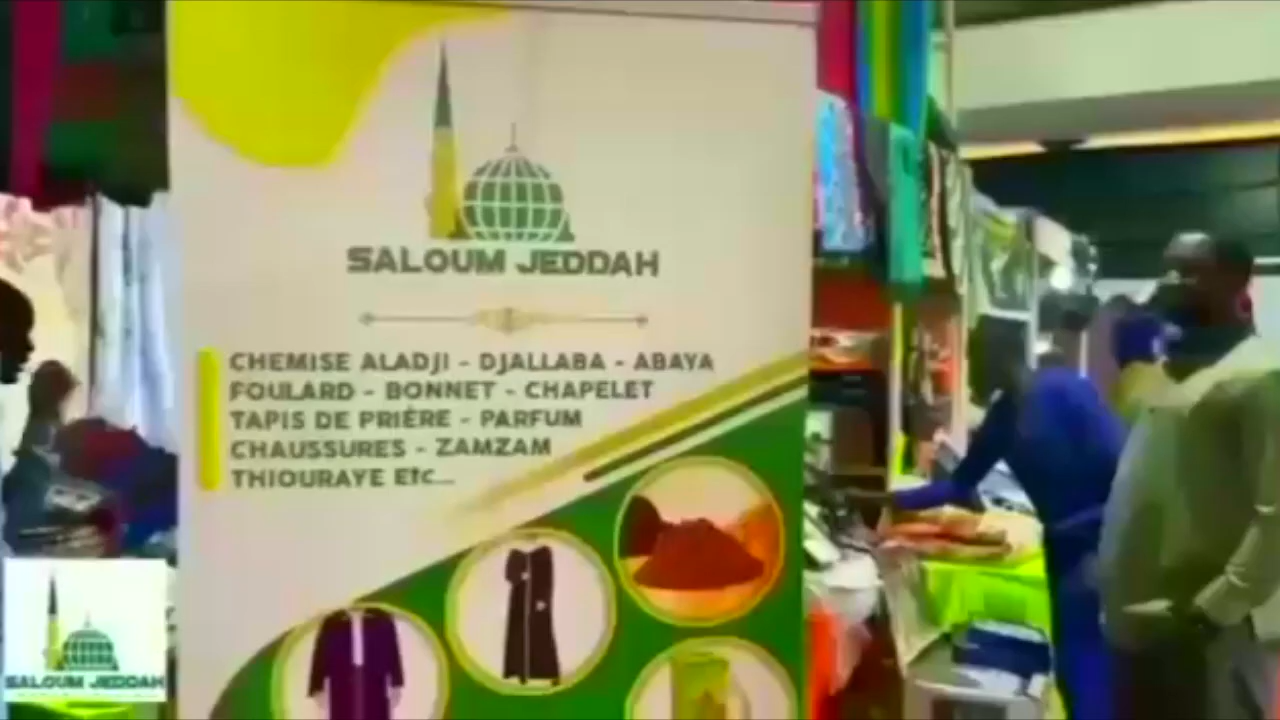 SALOUM JEDDAH
CHEMISE ALADJI - DJALLABA - ABAYA
FOULARD - BONNET - CHAPELET
TAPIS DE PRIÈRE - PARFUM
CHAUSSURES - ZAMZAM
THIOURAYE Etc...
SALOUM JEDDAH